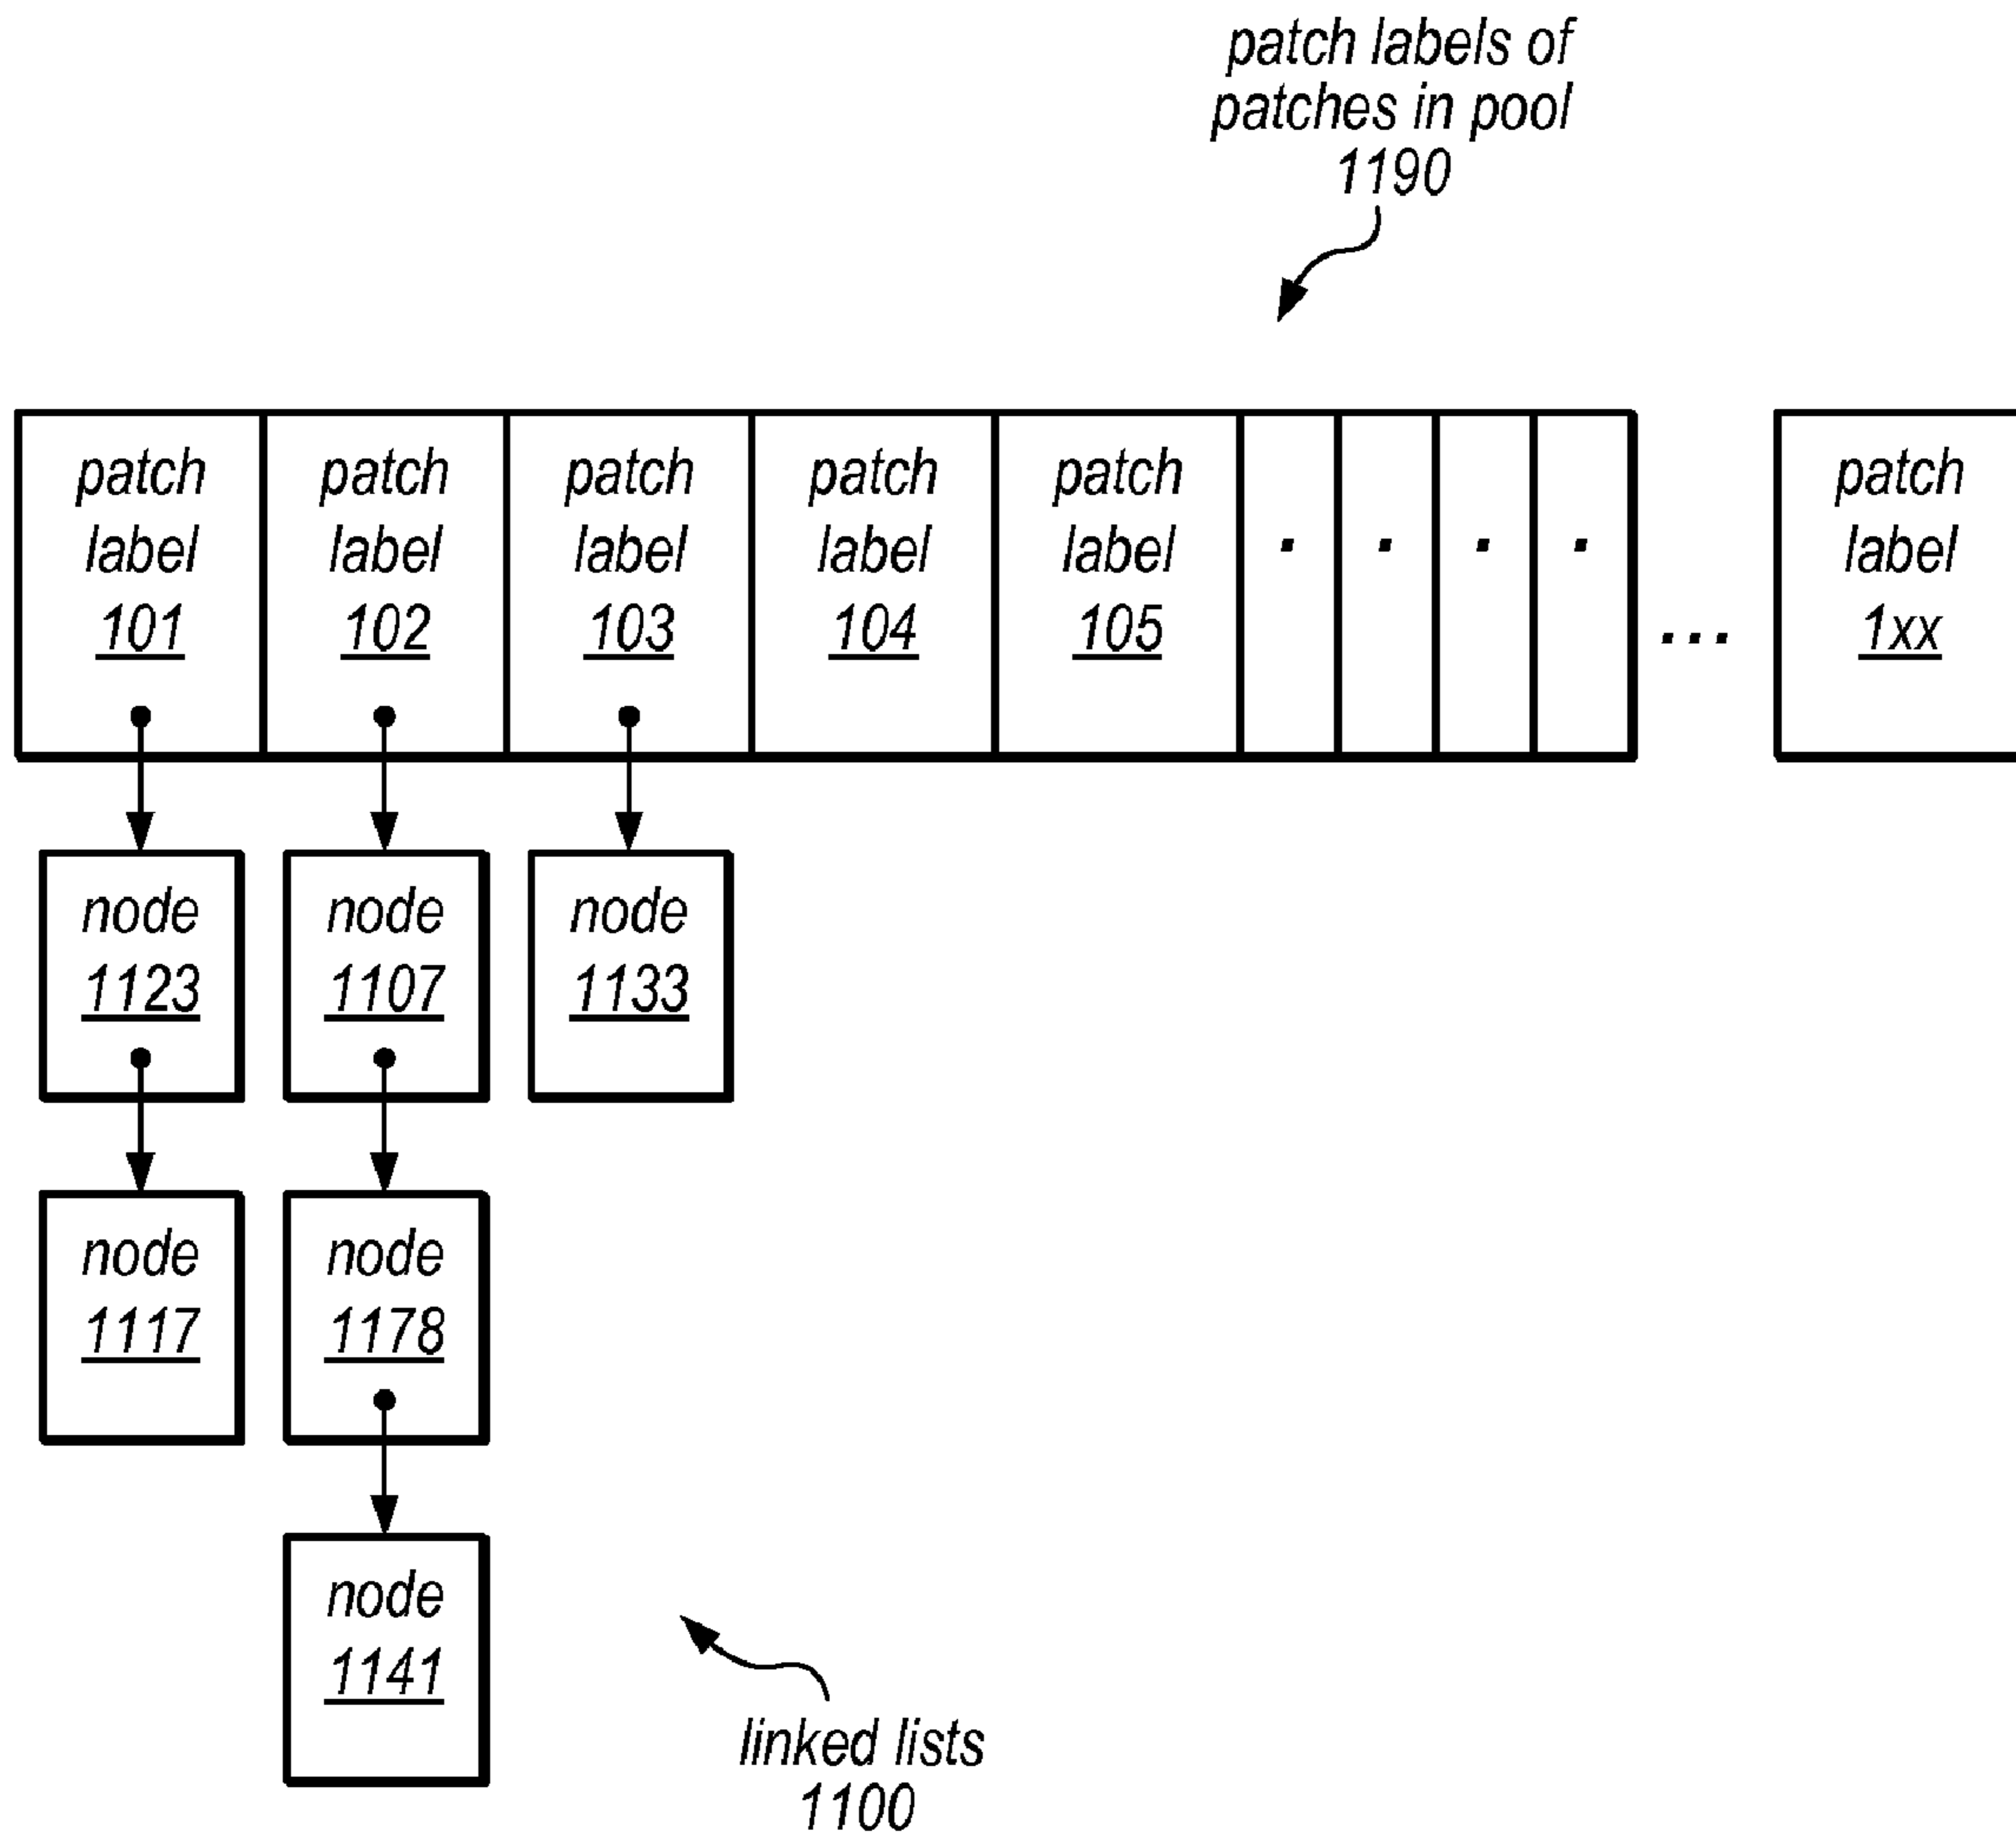 patch labels of
patches in pool
1190
patch
label
101
patch
label
102
patch
label
103
patch
label
104
patch
label
105
. . . .
...
patch
label
1xx
node
1123
node
1107
node
1133
node
1117
node
1178
node
1141
linked lists
1100